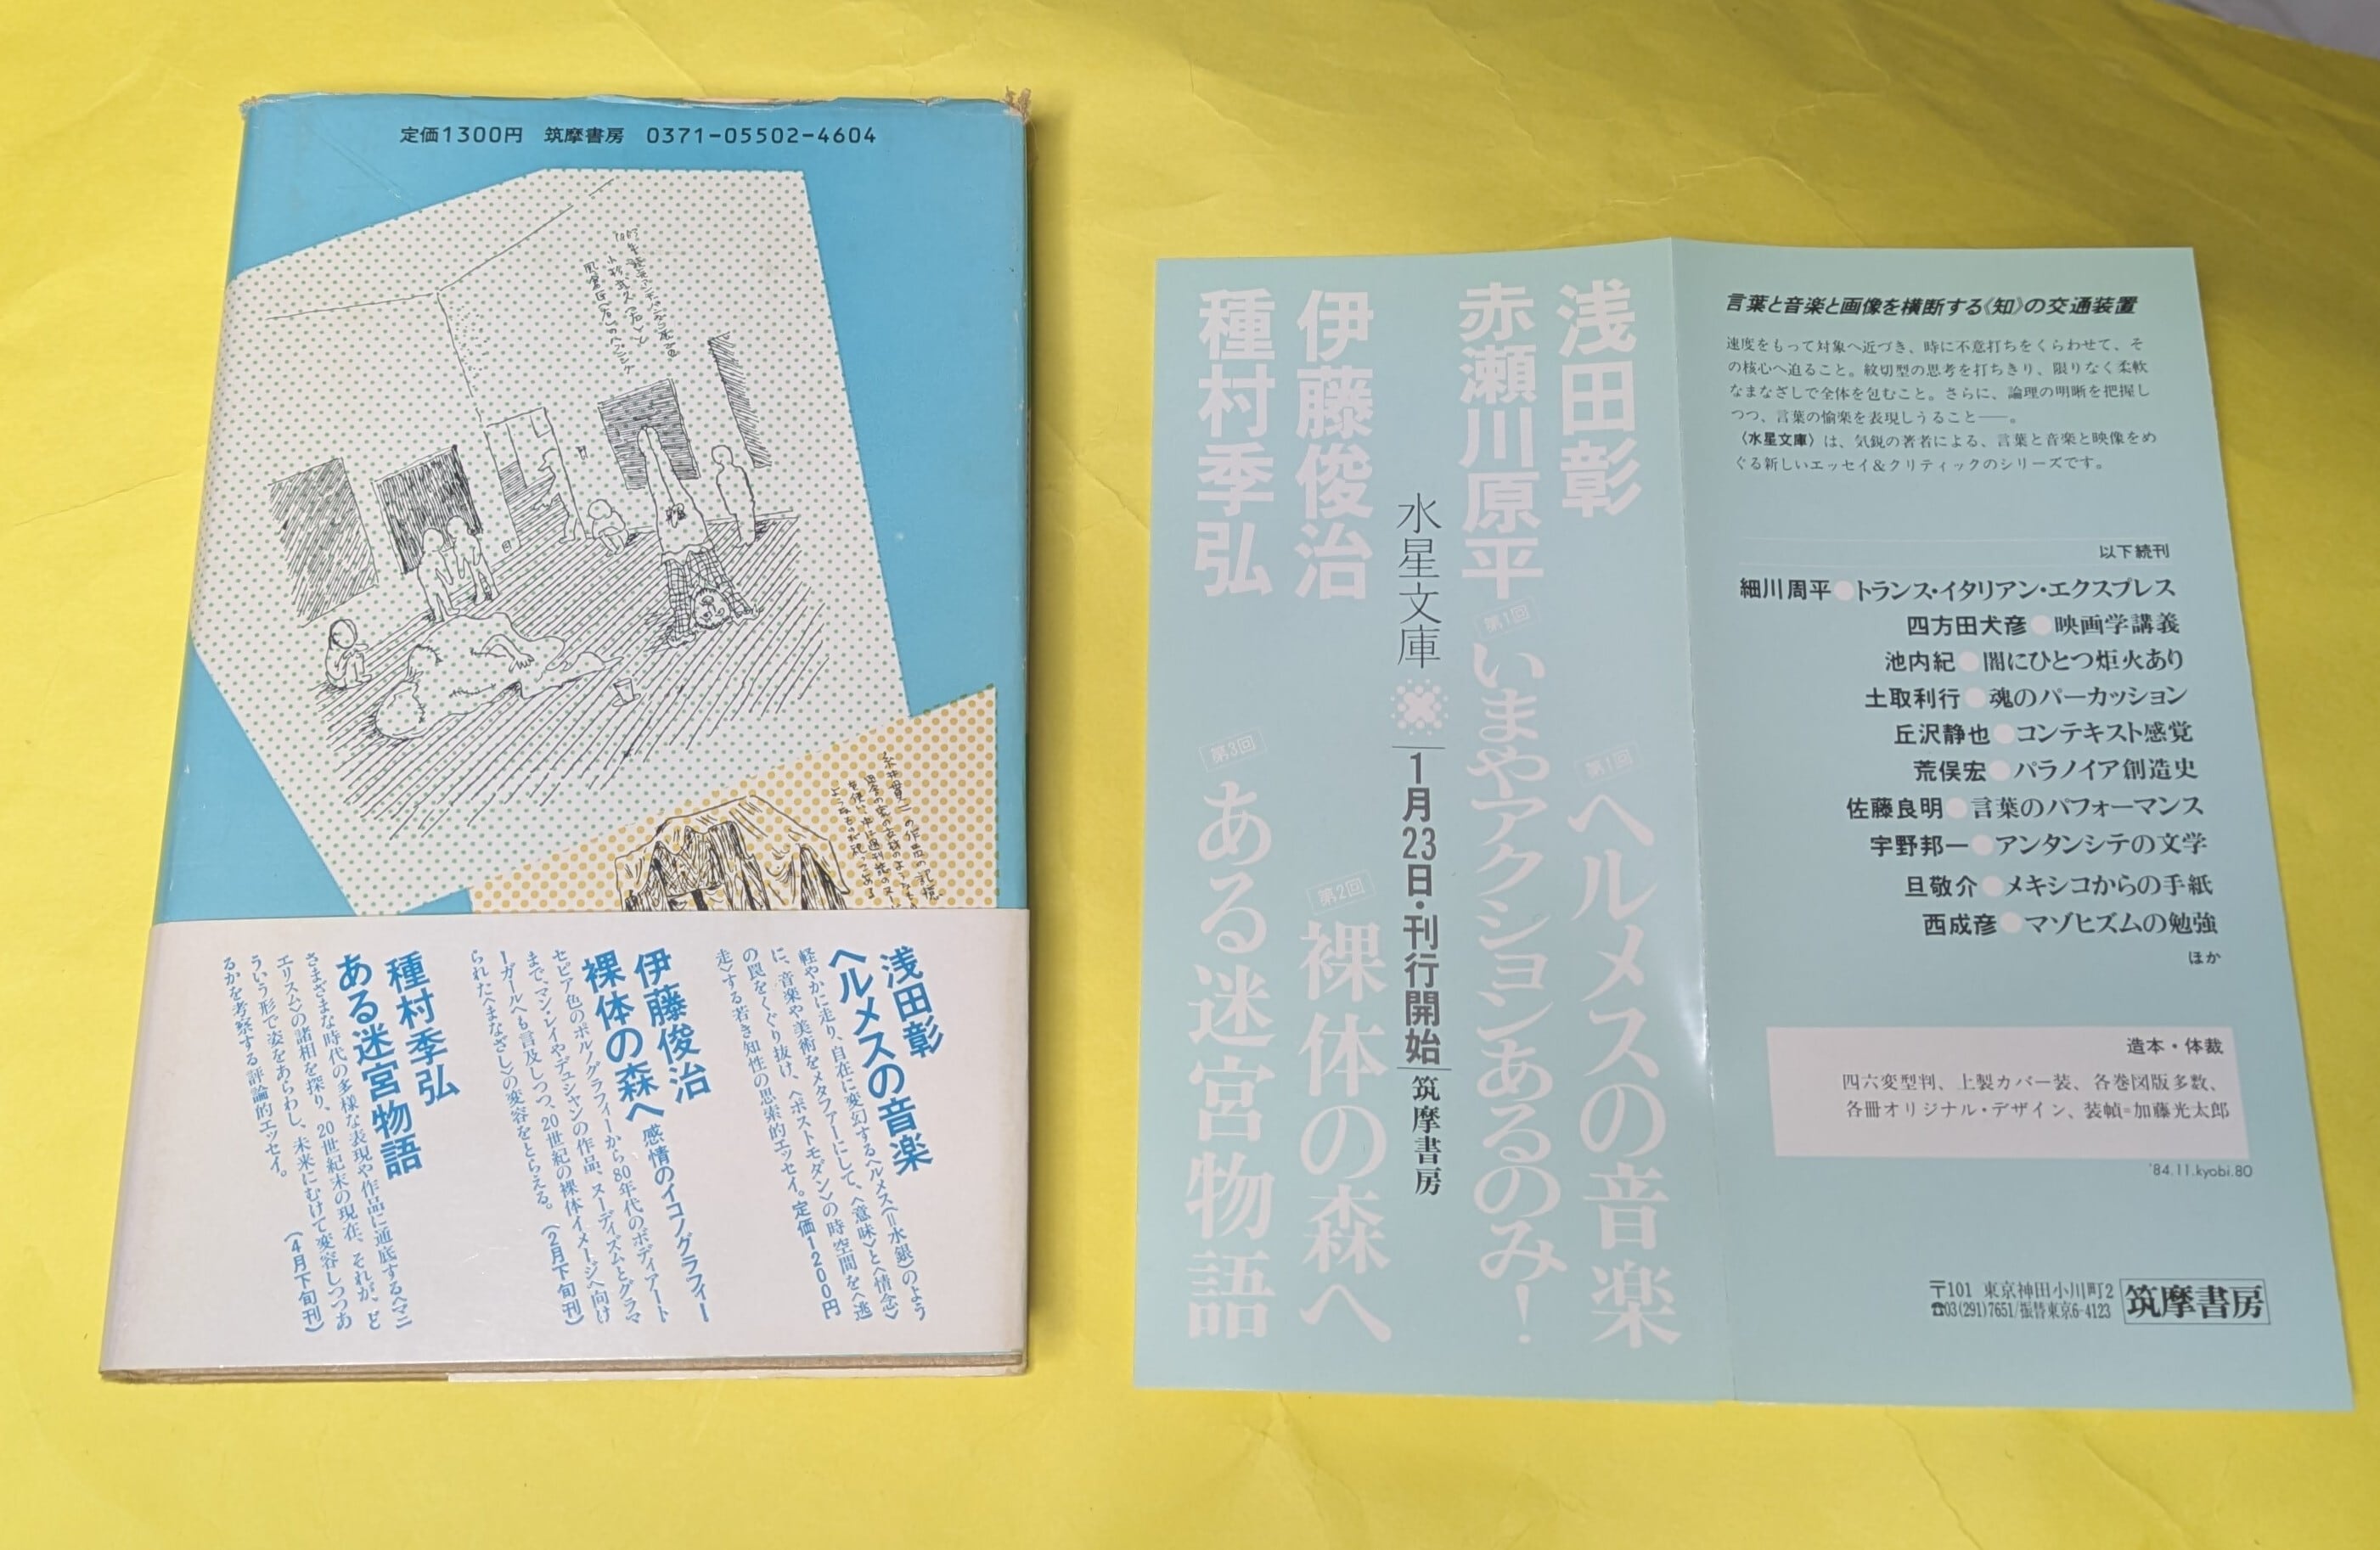 定価1300円 筑摩書房 0371-05502-4604
浅田彰
ヘルメスの音楽
軽やかに走り、自在に変幻するヘルメス(=水銀)のよう
に、音楽や美術をメタファーにして、〈意味〉と〈情念〉
の罠をくぐり抜け、〈ポストモダン〉の時空間を〈逃
走〉する若き知性の思索的エッセイ。定価1200円
伊藤俊治
裸体の森へ 感情のイコノグラフィー
セピア色のポルノグラフィーから80年代のボディアート
まで、マン・レイやデュシャンの作品、ヌーディズムとグラマ
ーガールへも言及しつつ、20世紀の裸体イメージへ向け
られた〈まなざし〉の変容をとらえる。(2月下旬刊)
種村季弘
ある迷宮物語
さまざまな時代の多様な表現や作品に通底する〈マニ
エリスム〉の諸相を探り、20世紀末の現在、それが、ど
ういう形で姿をあらわし、未来にむけて変容しつつあ
るかを考察する評論的エッセイ。 (4月下旬刊)
浅田彰 第1回 ヘルメスの音楽
赤瀬川原平 第1回 いまやアクションあるのみ!
水星文庫 1月23日・刊行開始 筑摩書房
伊藤俊治 第2回 裸体の森へ
種村季弘 第3回 ある迷宮物語
言葉と音楽と画像を横断する《知》の交通装置
速度をもって対象へ近づき、時に不意打ちをくらわせて、そ
の核心へ迫ること。紋切型の思考を打ちきり、限りなく柔軟
なまなざしで全体を包むこと。さらに、論理の明晰を把握し
つつ、言葉の愉楽を表現しうること——。
〈水星文庫〉は、気鋭の著者による、言葉と音楽と映像をめ
ぐる新しいエッセイ&クリティックのシリーズです。
以下続刊
細川周平●トランス・イタリアン・エクスプレス
四方田犬彦●映画学講義
池内紀●闇にひとつ炬火あり
土取利行●魂のパーカッション
丘沢静也●コンテキスト感覚
荒俣宏●パラノイア創造史
佐藤良明●言葉のパフォーマンス
宇野邦一●アンタンシテの文学
旦敬介●メキシコからの手紙
西成彦●マゾヒズムの勉強
ほか
造本・体裁
四六変型判、上製カバー装、各巻図版多数、
各冊オリジナル・デザイン、装幀=加藤光太郎
'84.11.kyobi.80
〒101 東京神田小川町2
☎03(291)7651/振替東京6-4123
筑摩書房